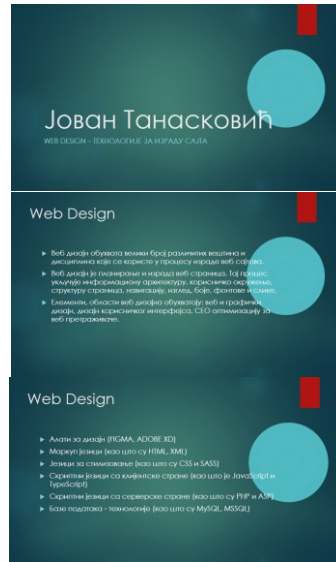 Јован Танасковић
WEB DESIGN - ТЕХНОЛОГИЈЕ ЗА ИЗРАДУ САЈТА
Web Design
Веб дизајн обухвата велики број различитих вештина и
дисциплина које се користе у процесу израде веб сајтова.
Веб дизајн је планирање и израда веб страница. Тај процес
укључује информациону архитектуру, корисничко окружење,
структуру страница, навигацију, изглед, боје, фонтове и слике.
Елементи, области веб дизајна обухватају: веб и графички
дизајн, дизајн корисничког интерфејса, СЕО оптимизацију за
веб претраживаче.
Web Design
Алати за дизајн (FIGMA, ADOBE XD)
Маркуп језици (као што су HTML, XML)
Језици за стилизовање (као што су CSS и SASS)
Скриптни језици са клијентске стране (као што је JavaScript и
TypeScript)
Скриптни језици са серверске стране (као што су PHP и ASP)
Базе података - технологије (као што су MySQL, MSSQL)